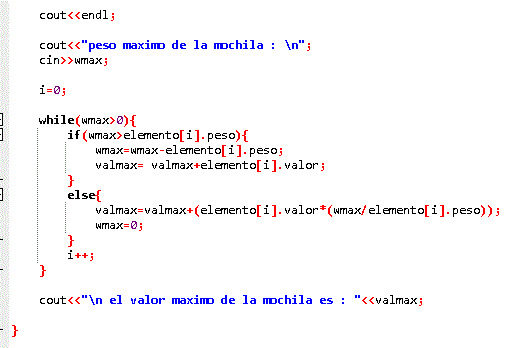 cout<<endl;
cout<<"peso maximo de la mochila : \n";
cin>>wmax;
i=0;
while(wmax>0){
if(wmax>elemento[i].peso){
wmax=wmax-elemento[i].peso;
valmax= valmax+elemento[i].valor;
}
else{
valmax=valmax+(elemento[i].valor*(wmax/elemento[i].peso));
wmax=0;
}
i++;
}
cout<<"\n el valor maximo de la mochila es : "<<valmax;
}